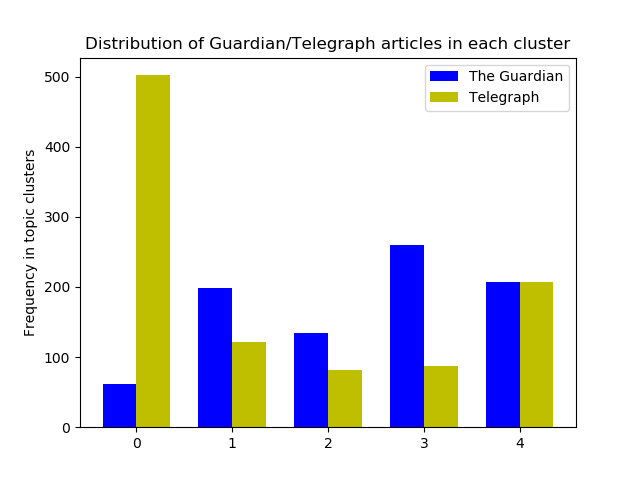 Distribution of Guardian/Telegraph articles in each cluster
The Guardian
Telegraph
Frequency in topic clusters
500
400
300
200
100
0
0 1 2 3 4